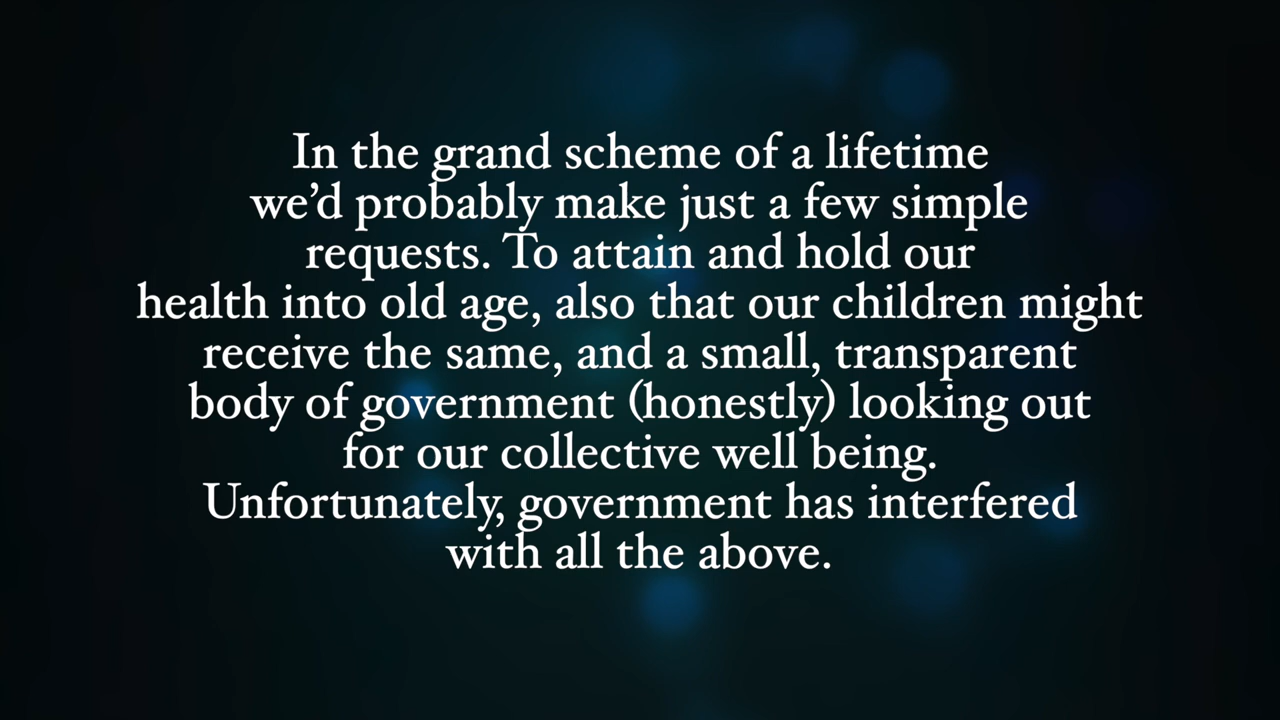 In the grand scheme of a lifetime
we’d probably make just a few simple
requests. To attain and hold our
health into old age, also that our children might
receive the same, and a small, transparent
body of government (honestly) looking out
for our collective well being.
Unfortunately, government has interfered
with all the above.